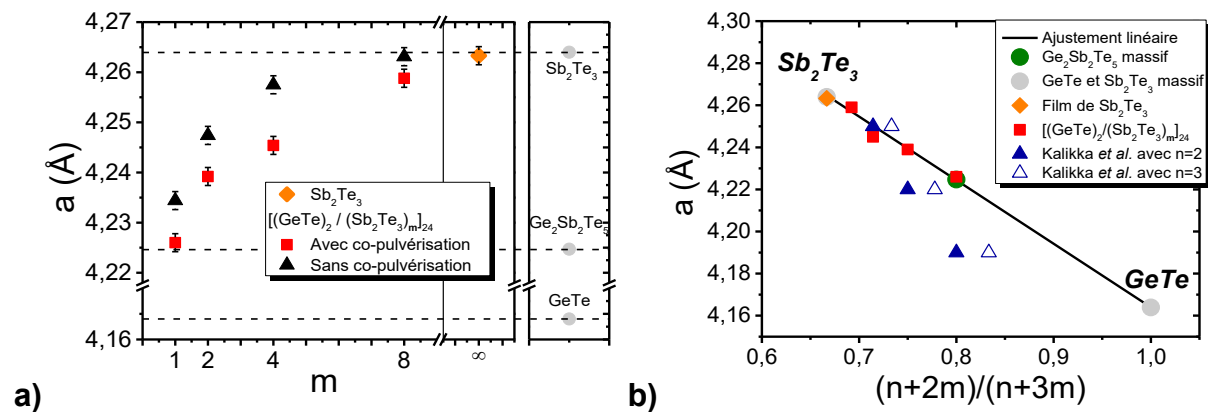 4,27
4,26
4,25
4,24
4,23
4,22
4,16
a (Å)
1 2 4 8 24 ∞
m
Sb₂Te₃
Ge₂Sb₂Te₅
GeTe
Sb₂Te₃
[(GeTe)₂ / (Sb₂Te₃)ₘ]₂₄
Avec co-pulvérisation
Sans co-pulvérisation
a)
4,30
4,28
4,26
4,24
4,22
4,20
4,18
4,16
4,14
a (Å)
0,6 0,7 0,8 0,9 1,0
(n+2m)/(n+3m)
Sb₂Te₃
GeTe
Ajustement linéaire
Ge₂Sb₂Te₅ massif
GeTe et Sb₂Te₃ massif
Film de Sb₂Te₃
[(GeTe)₂/(Sb₂Te₃)ₘ]₂₄
Kalikka et al. avec n=2
Kalikka et al. avec n=3
b)